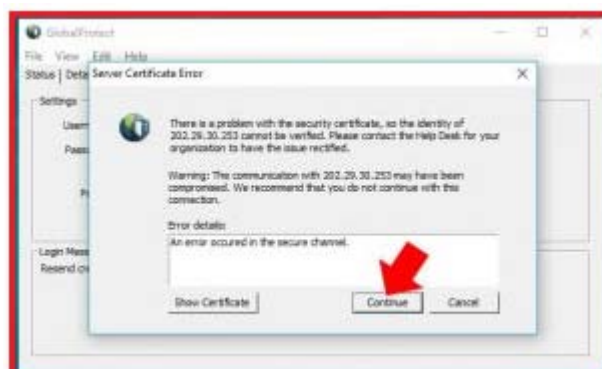 GlobalProtect
File View Edit Help
Status | Deta
Server Certificate Error
Settings
Usern
Passw
There is a problem with the security certificate, so the identity of
202.29.30.253 cannot be verified. Please contact the Help Desk for your
organization to have the issue rectified.
Warning: The communication with 202.29.30.253 may have been
compromised. We recommend that you do not continue with this
connection.
Error details:
An error occured in the secure channel.
Login Mess
Resend cr
Show Certificate
Continue
Cancel